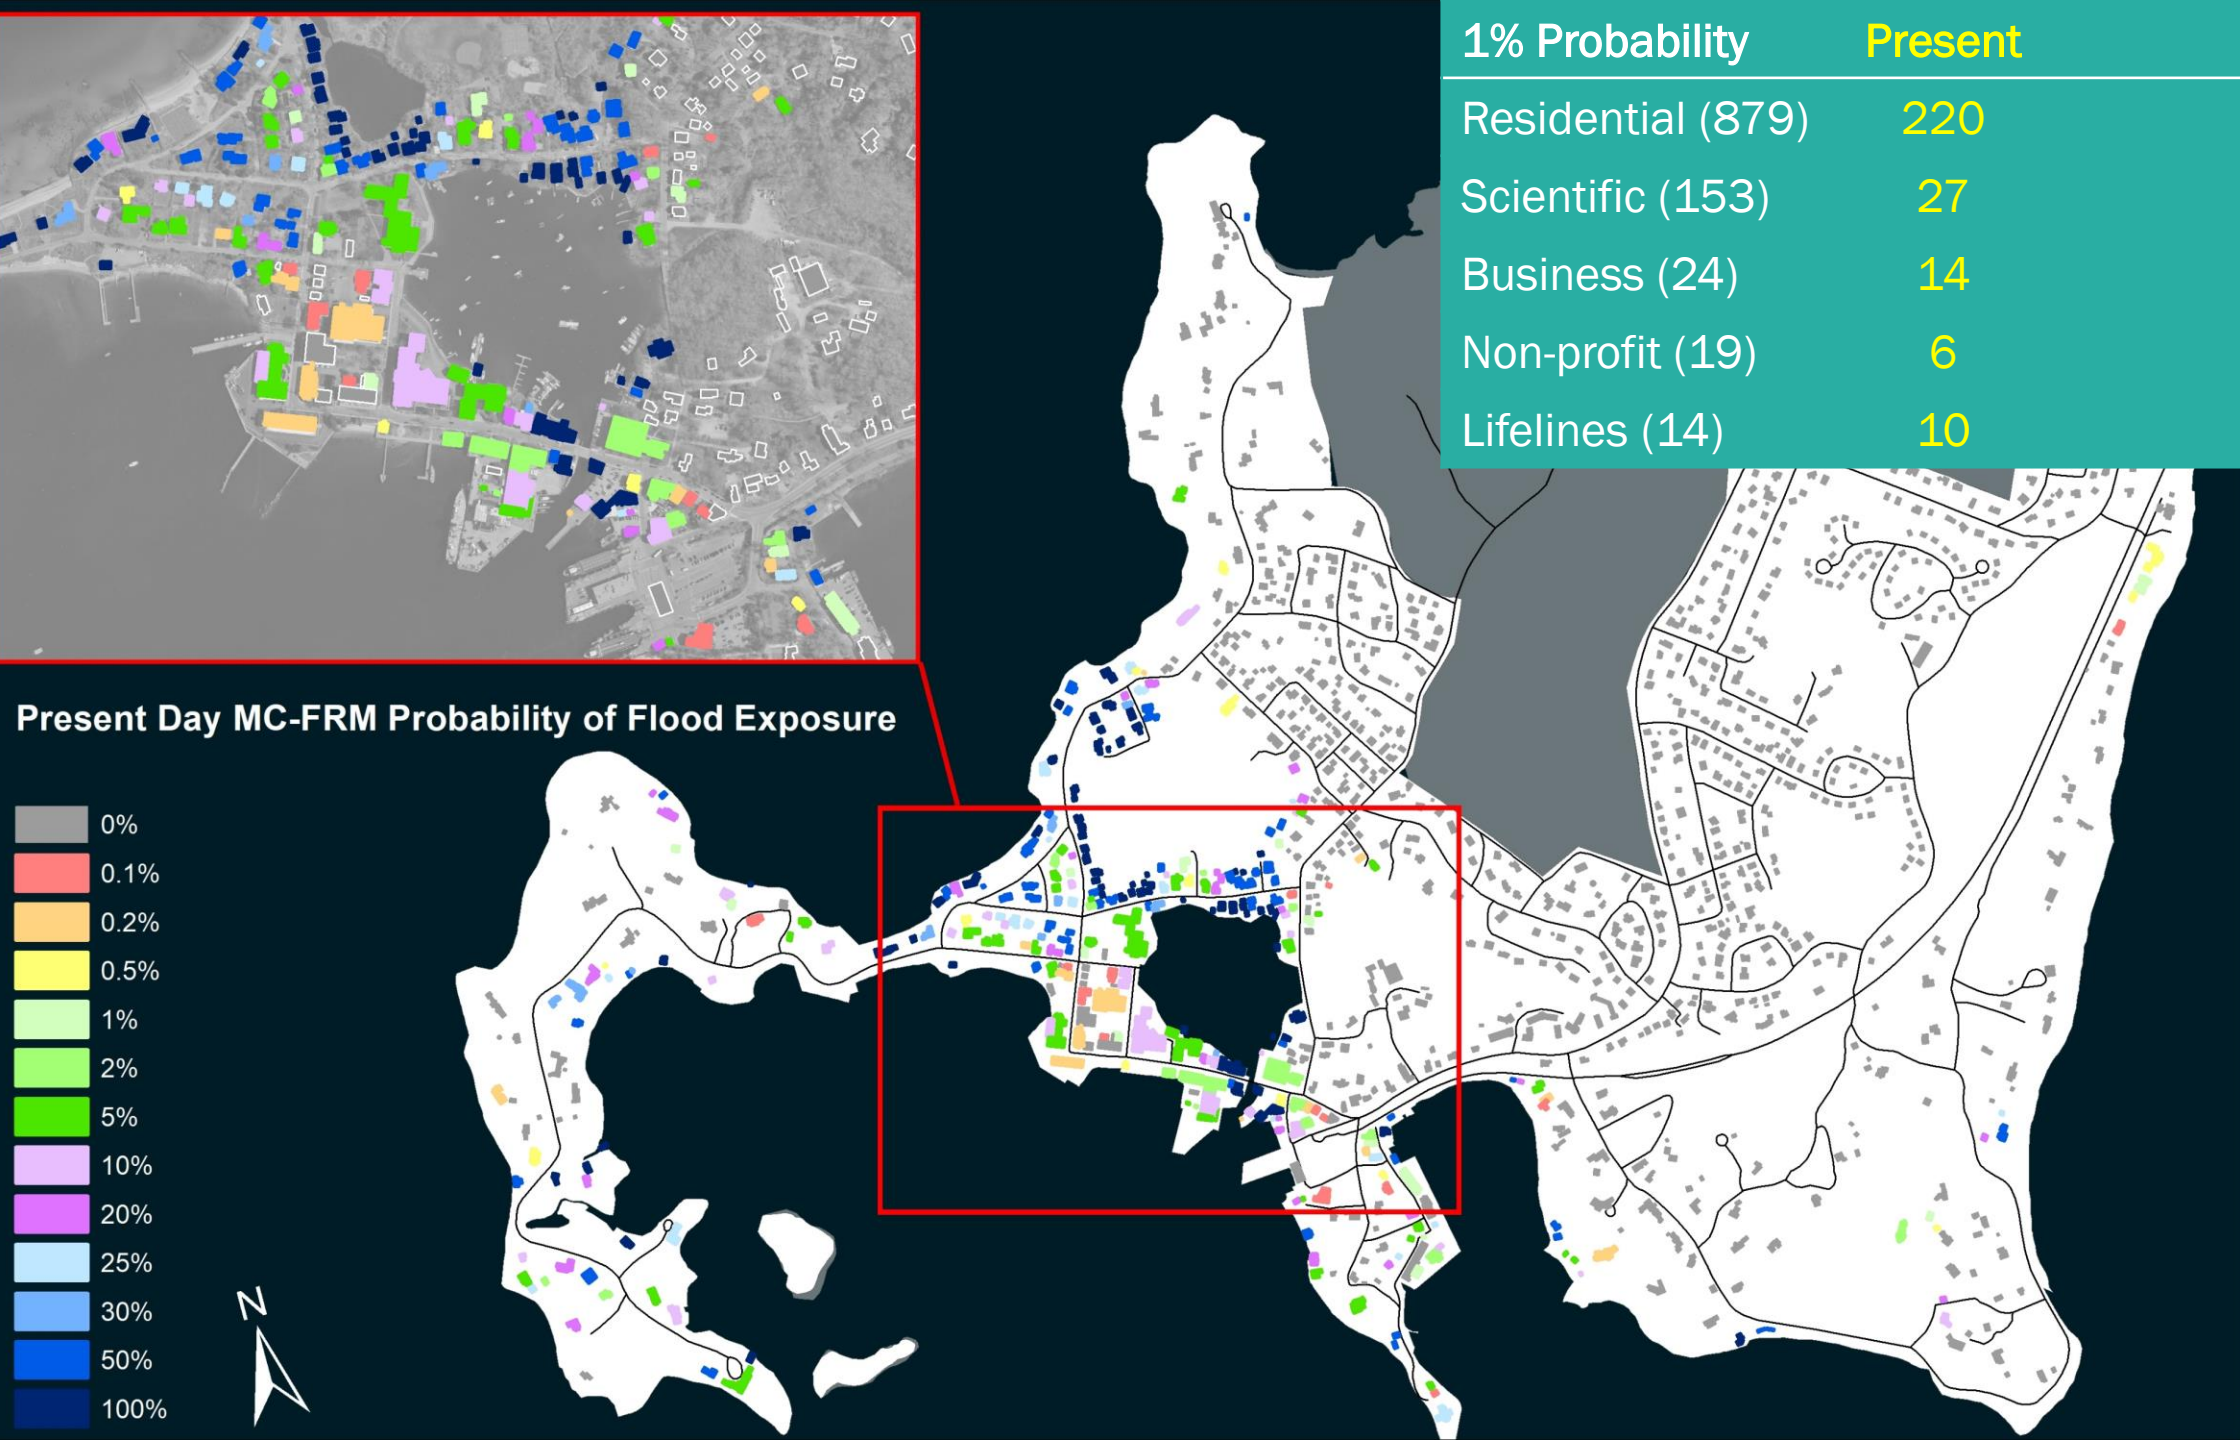 1% Probability Present
Residential (879) 220
Scientific (153) 27
Business (24) 14
Non-profit (19) 6
Lifelines (14) 10
Present Day MC-FRM Probability of Flood Exposure
0%
0.1%
0.2%
0.5%
1%
2%
5%
10%
20%
25%
30%
50%
100%
N